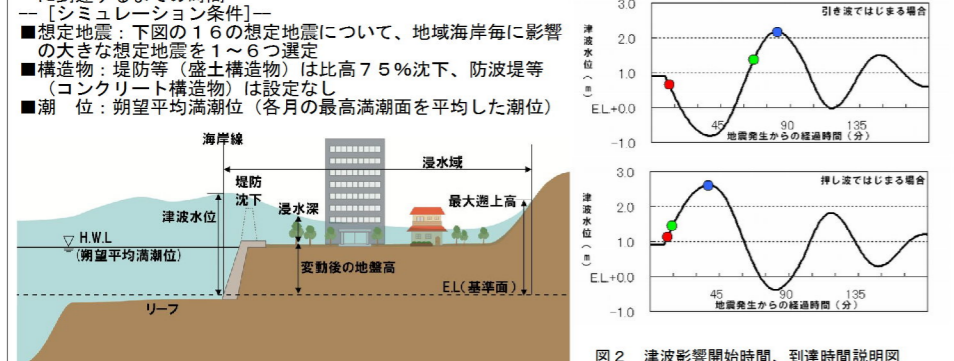 に到達するまでの時間
-- [シミュレーション条件]--
■想定地震:下図の16の想定地震について、地域海岸毎に影響
の大きな想定地震を1~6つ選定
■構造物:堤防等(盛土構造物)は比高75%沈下、防波堤等
(コンクリート構造物)は設定なし
■潮 位:朔望平均満潮位(各月の最高満潮面を平均した潮位)
海岸線
浸水域
堤防
沈下
浸水深
最大遡上高
津波水位
H.W.L
(朔望平均満潮位)
変動後の地盤高
E.L(基準面)
リーフ
引き波ではじまる場合
津波水位(m)
3.0
2.0
1.0
E.L+0.0
-1.0
45
90
135
地震発生からの経過時間(分)
押し波ではじまる場合
津波水位(m)
3.0
2.0
1.0
E.L+0.0
-1.0
45
90
135
地震発生からの経過時間(分)
図2 津波影響開始時間、到達時間説明図